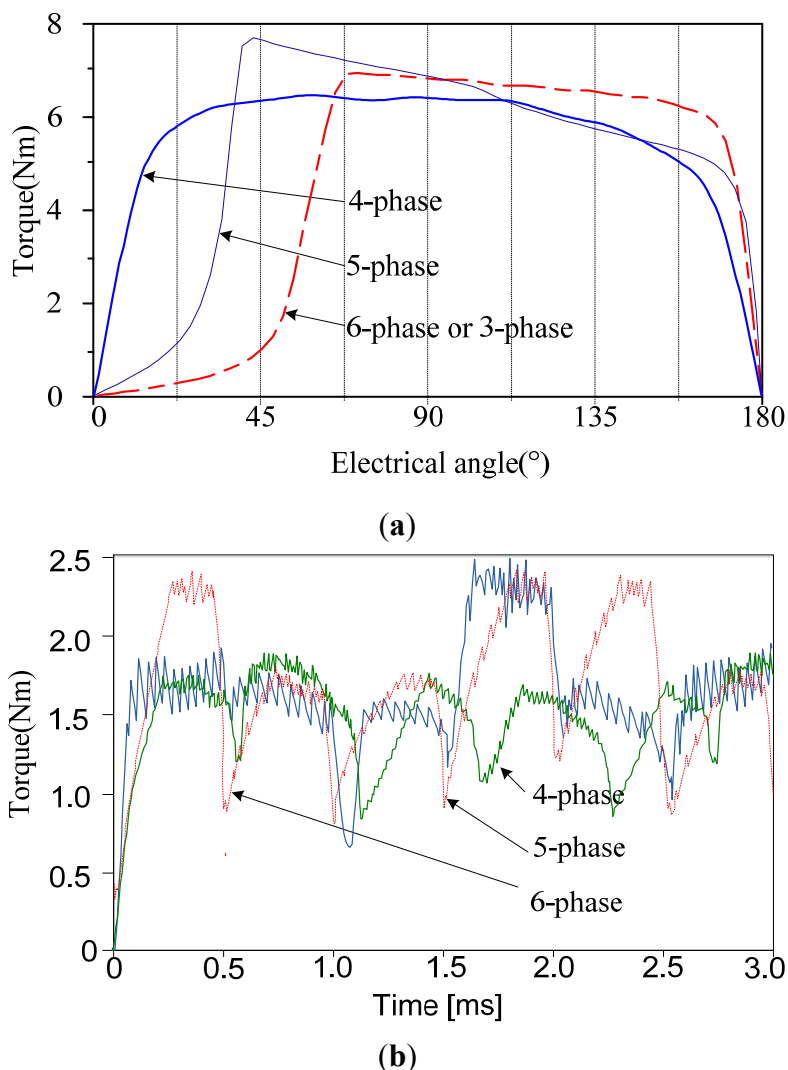 8
6
4
2
0
Torque(Nm)
4-phase
5-phase
6-phase or 3-phase
0 45 90 135 180
Electrical angle(°)
(a)
2.5
2.0
1.5
1.0
0.5
0
Torque(Nm)
4-phase
5-phase
6-phase
0 0.5 1.0 1.5 2.0 2.5 3.0
Time [ms]
(b)